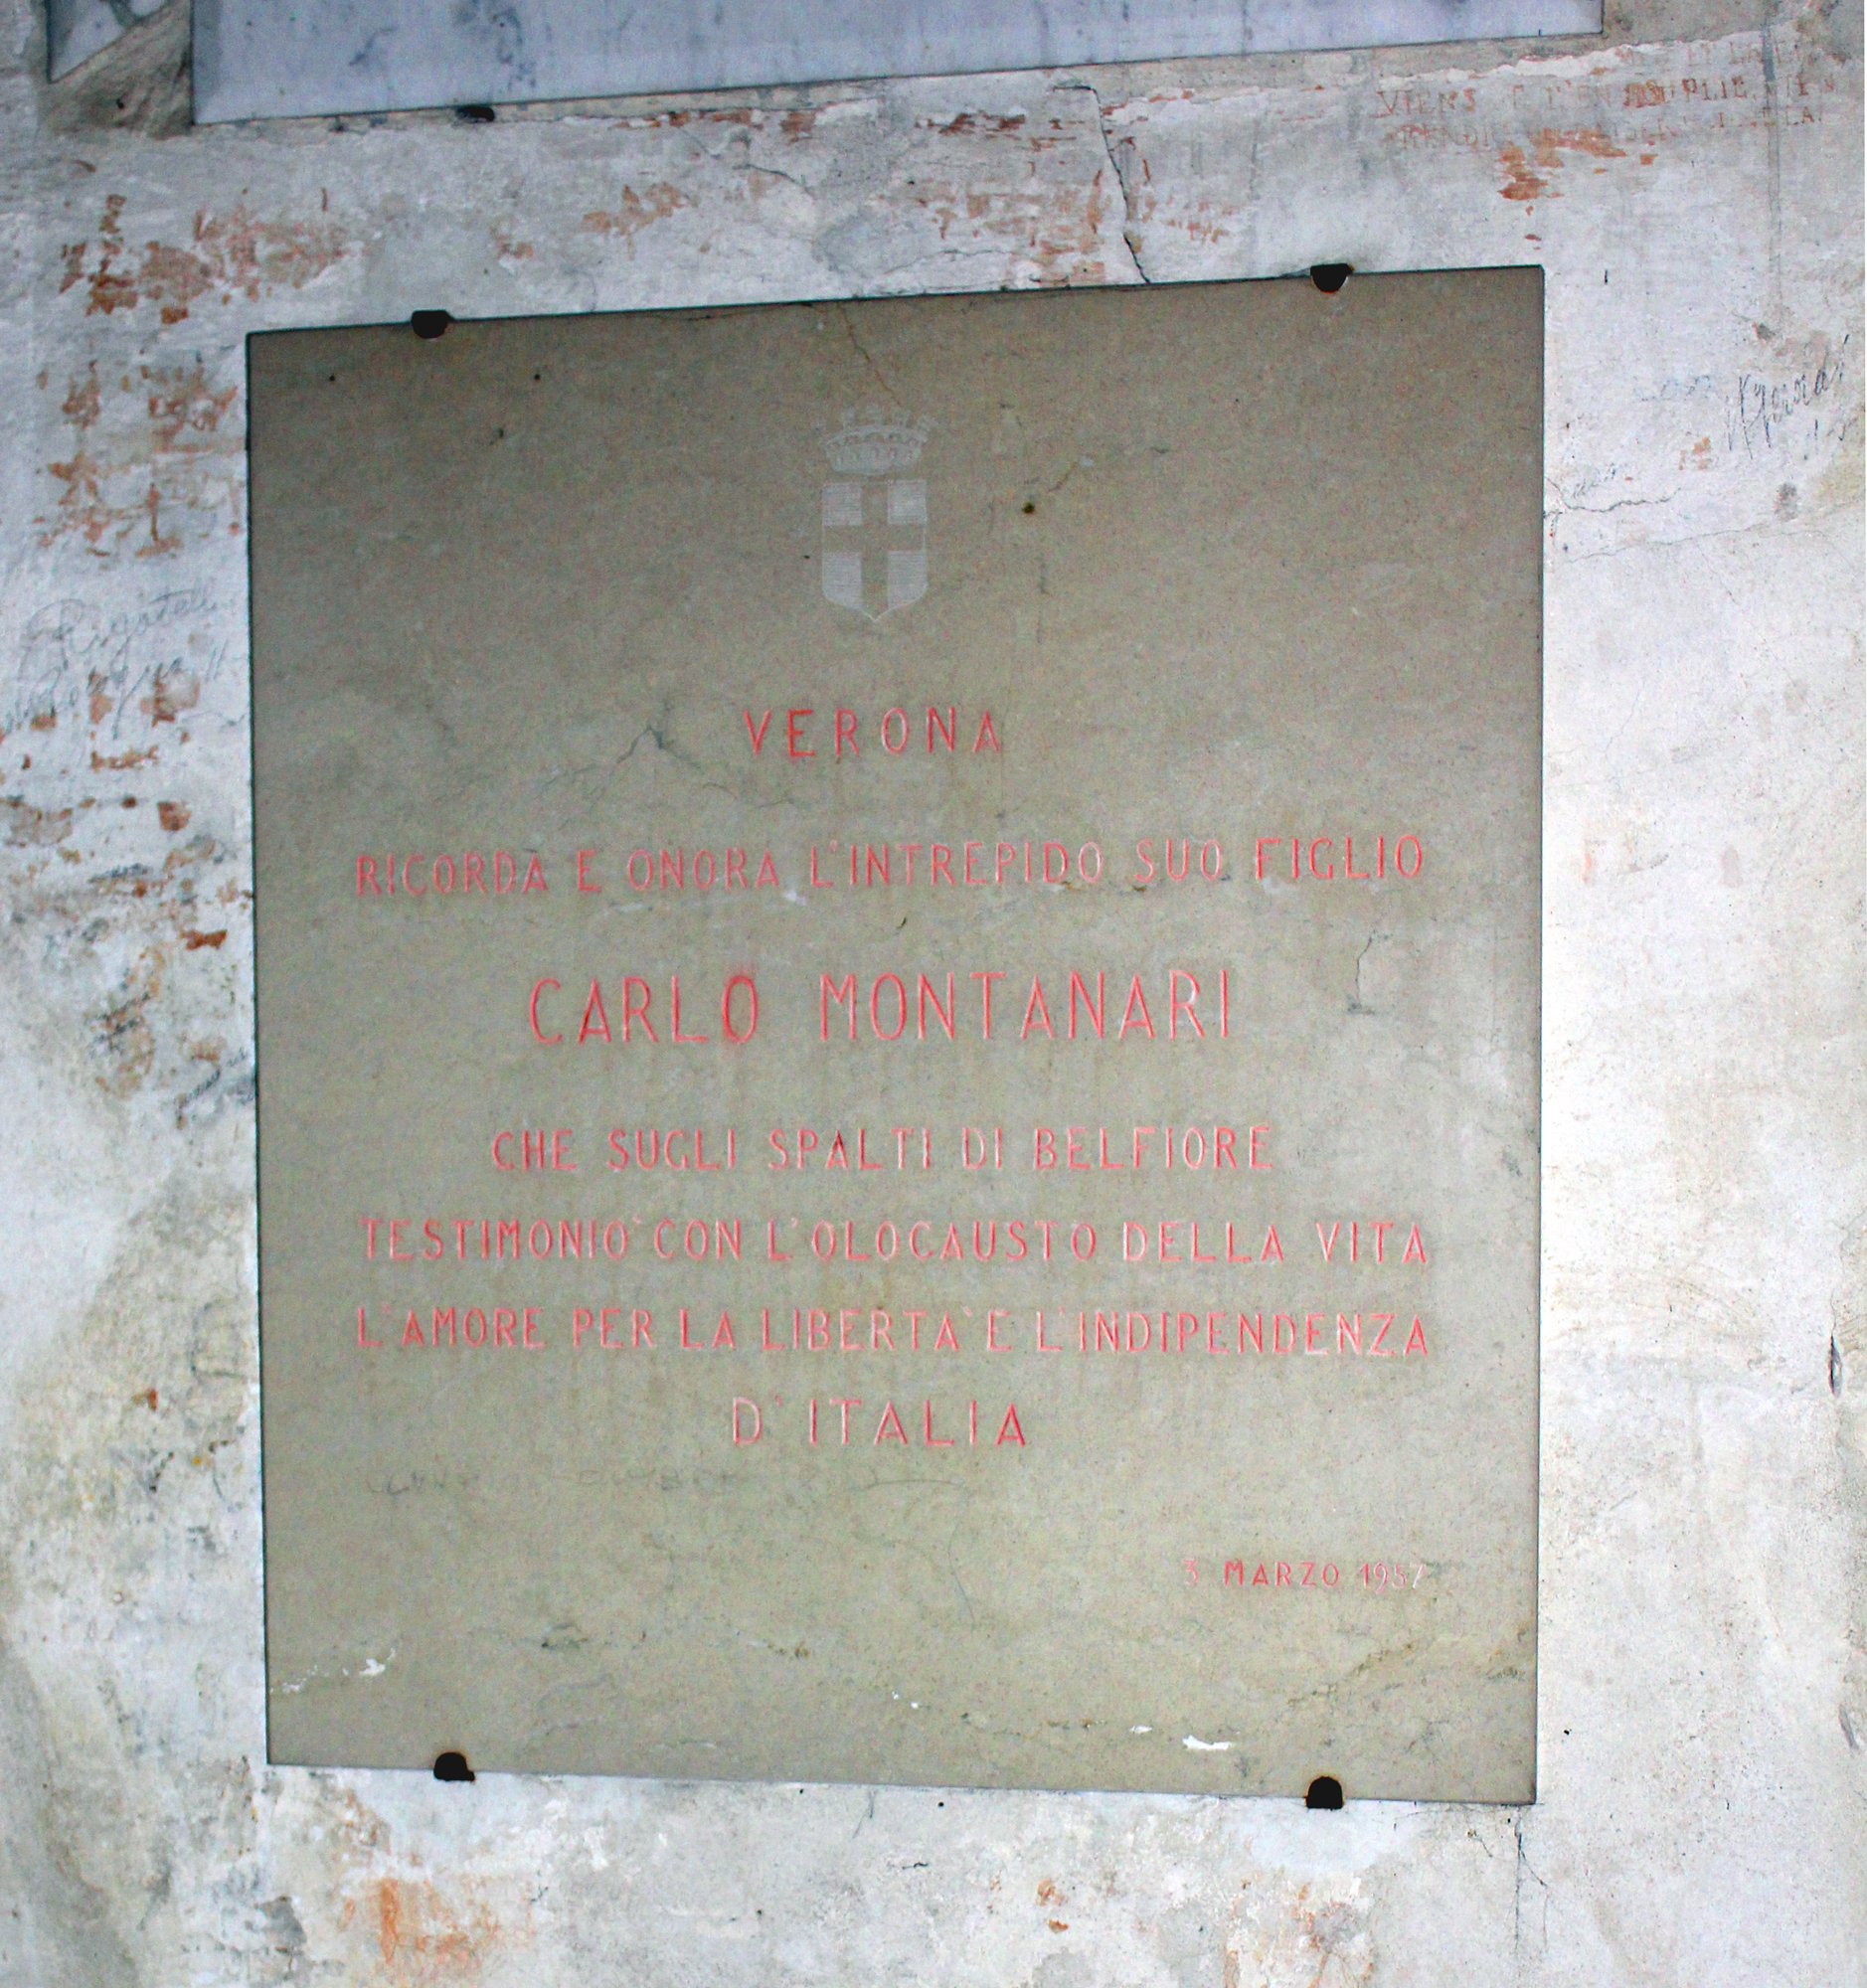 VIENS
VERONA
RICORDA E ONORA L'INTREPIDO SUO FIGLIO
CARLO MONTANARI
CHE SUGLI SPALTI DI BELFIORE
TESTIMONIO' CON L'OLOCAUSTO DELLA VITA
L'AMORE PER LA LIBERTA' E L'INDIPENDENZA
D'ITALIA
3 MARZO 1957